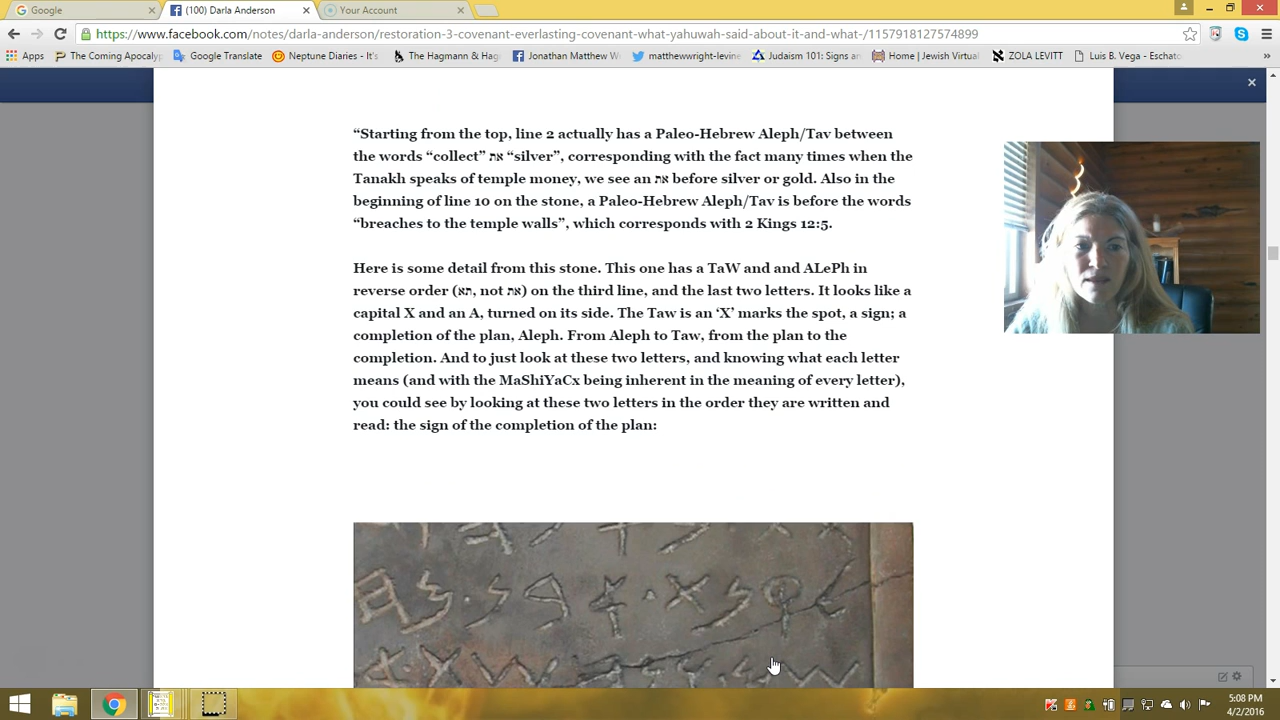 Google
(100) Darla Anderson
Your Account
https://www.facebook.com/notes/darla-anderson/restoration-3-covenant-everlasting-covenant-what-yahuwah-said-about-it-and-what-/1157918127574899
Apps
The Coming Apocalyp
Google Translate
Neptune Diaries - It's
The Hagmann & Hag
Jonathan Matthew W
matthewwright-levine
Judaism 101: Signs an
Home | Jewish Virtual
ZOLA LEVITT
Luis B. Vega - Eschato
“Starting from the top, line 2 actually has a Paleo-Hebrew Aleph/Tav between
the words “collect” את “silver”, corresponding with the fact many times when the
Tanakh speaks of temple money, we see an את before silver or gold. Also in the
beginning of line 10 on the stone, a Paleo-Hebrew Aleph/Tav is before the words
“breaches to the temple walls”, which corresponds with 2 Kings 12:5.
Here is some detail from this stone. This one has a TaW and and ALePh in
reverse order (תא, not את) on the third line, and the last two letters. It looks like a
capital X and an A, turned on its side. The Taw is an ‘X’ marks the spot, a sign; a
completion of the plan, Aleph. From Aleph to Taw, from the plan to the
completion. And to just look at these two letters, and knowing what each letter
means (and with the MaShiYaCx being inherent in the meaning of every letter),
you could see by looking at these two letters in the order they are written and
read: the sign of the completion of the plan:
5:08 PM
4/2/2016